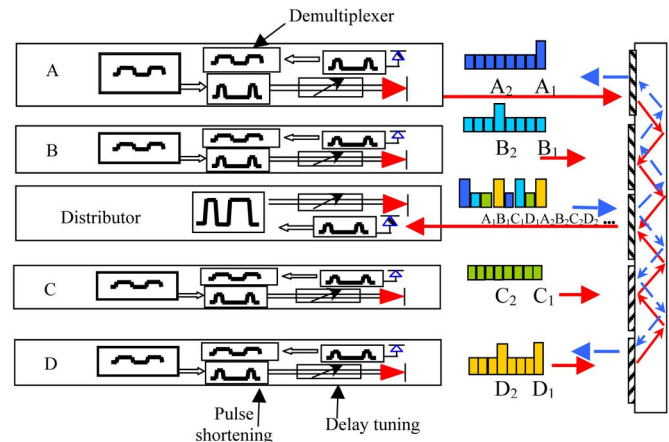 Demultiplexer
A
A₂ A₁
B
B₂ B₁
Distributor
A₁B₁C₁D₁A₂B₂C₂D₂ ...
C
C₂ C₁
D
D₂ D₁
Pulse
shortening
Delay tuning